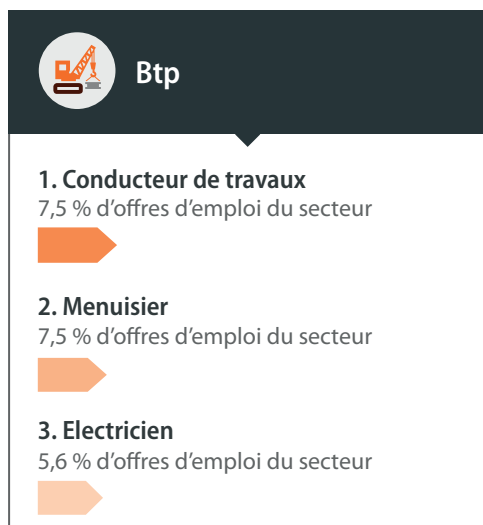 Btp
1. Conducteur de travaux
7,5 % d’offres d’emploi du secteur
2. Menuisier
7,5 % d’offres d’emploi du secteur
3. Electricien
5,6 % d’offres d’emploi du secteur